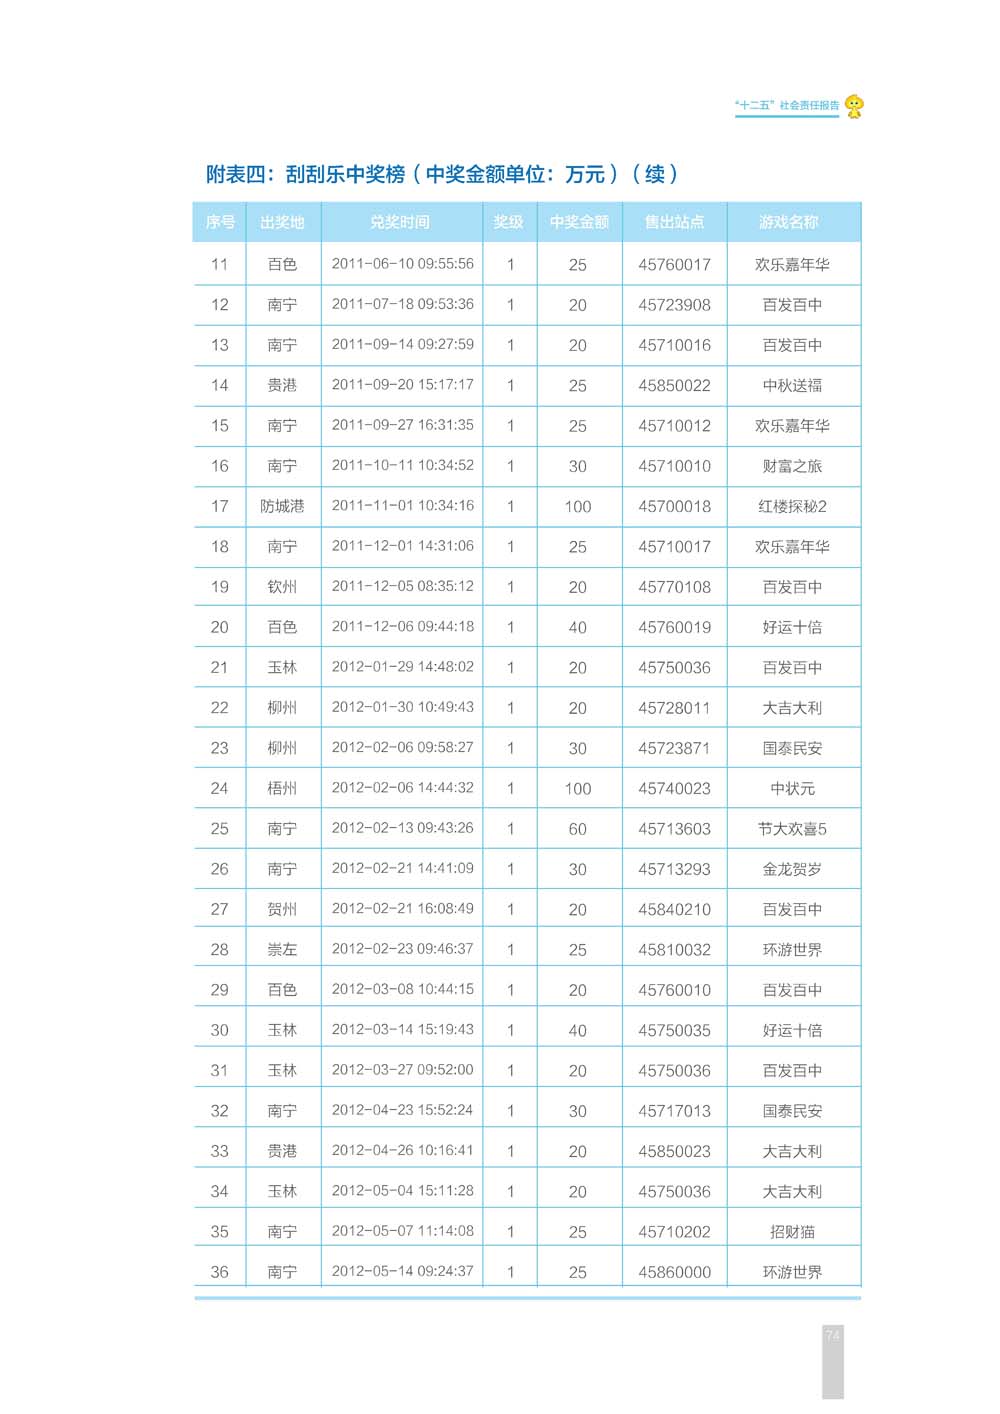 “十二五”社会责任报告
附表四：刮刮乐中奖榜（中奖金额单位：万元）（续）
序号 出奖地 兑奖时间 奖级 中奖金额 售出站点 游戏名称
11 百色 2011-06-10 09:55:56 1 25 45760017 欢乐嘉年华
12 南宁 2011-07-18 09:53:36 1 20 45723908 百发百中
13 南宁 2011-09-14 09:27:59 1 20 45710016 百发百中
14 贵港 2011-09-20 15:17:17 1 25 45850022 中秋送福
15 南宁 2011-09-27 16:31:35 1 25 45710012 欢乐嘉年华
16 南宁 2011-10-11 10:34:52 1 30 45710010 财富之旅
17 防城港 2011-11-01 10:34:16 1 100 45700018 红楼探秘2
18 南宁 2011-12-01 14:31:06 1 25 45710017 欢乐嘉年华
19 钦州 2011-12-05 08:35:12 1 20 45770108 百发百中
20 百色 2011-12-06 09:44:18 1 40 45760019 好运十倍
21 玉林 2012-01-29 14:48:02 1 20 45750036 百发百中
22 柳州 2012-01-30 10:49:43 1 20 45728011 大吉大利
23 柳州 2012-02-06 09:58:27 1 30 45723871 国泰民安
24 梧州 2012-02-06 14:44:32 1 100 45740023 中状元
25 南宁 2012-02-13 09:43:26 1 60 45713603 节大欢喜5
26 南宁 2012-02-21 14:41:09 1 30 45713293 金龙贺岁
27 贺州 2012-02-21 16:08:49 1 20 45840210 百发百中
28 崇左 2012-02-23 09:46:37 1 25 45810032 环游世界
29 百色 2012-03-08 10:44:15 1 20 45760010 百发百中
30 玉林 2012-03-14 15:19:43 1 40 45750035 好运十倍
31 玉林 2012-03-27 09:52:00 1 20 45750036 百发百中
32 南宁 2012-04-23 15:52:24 1 30 45717013 国泰民安
33 贵港 2012-04-26 10:16:41 1 20 45850023 大吉大利
34 玉林 2012-05-04 15:11:28 1 20 45750036 大吉大利
35 南宁 2012-05-07 11:14:08 1 25 45710202 招财猫
36 南宁 2012-05-14 09:24:37 1 25 45860000 环游世界
74